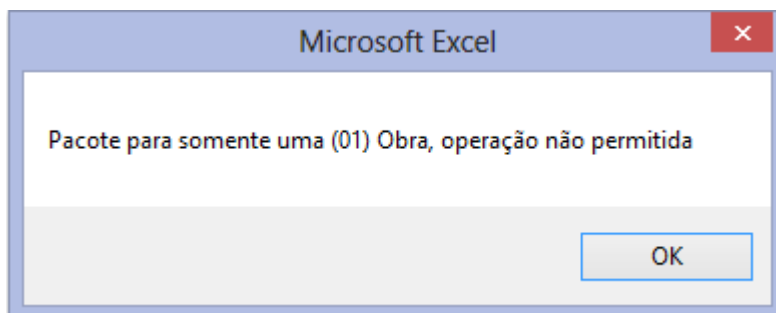 Microsoft Excel
Pacote para somente uma (01) Obra, operação não permitida
OK